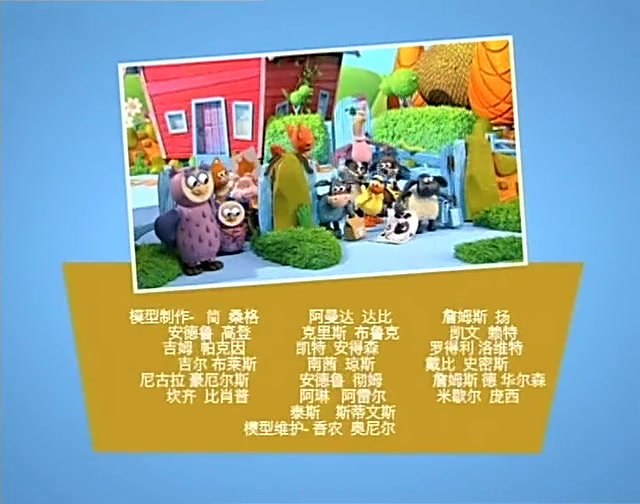 模型制作- 简 桑格 阿曼达 达比 詹姆斯 扬
安德鲁 高登 克里斯 布鲁克 凯文 赖特
吉姆 帕克因 凯特 安得森 罗得利 洛维特
吉尔 布莱斯 南茜 琼斯 戴比 史密斯
尼古拉 豪厄尔斯 安德鲁 彻姆 詹姆斯 德 华尔森
坎齐 比肖普 阿琳 阿雷尔 米歇尔 庞西
泰斯 斯蒂文斯
模型维护- 香农 奥尼尔